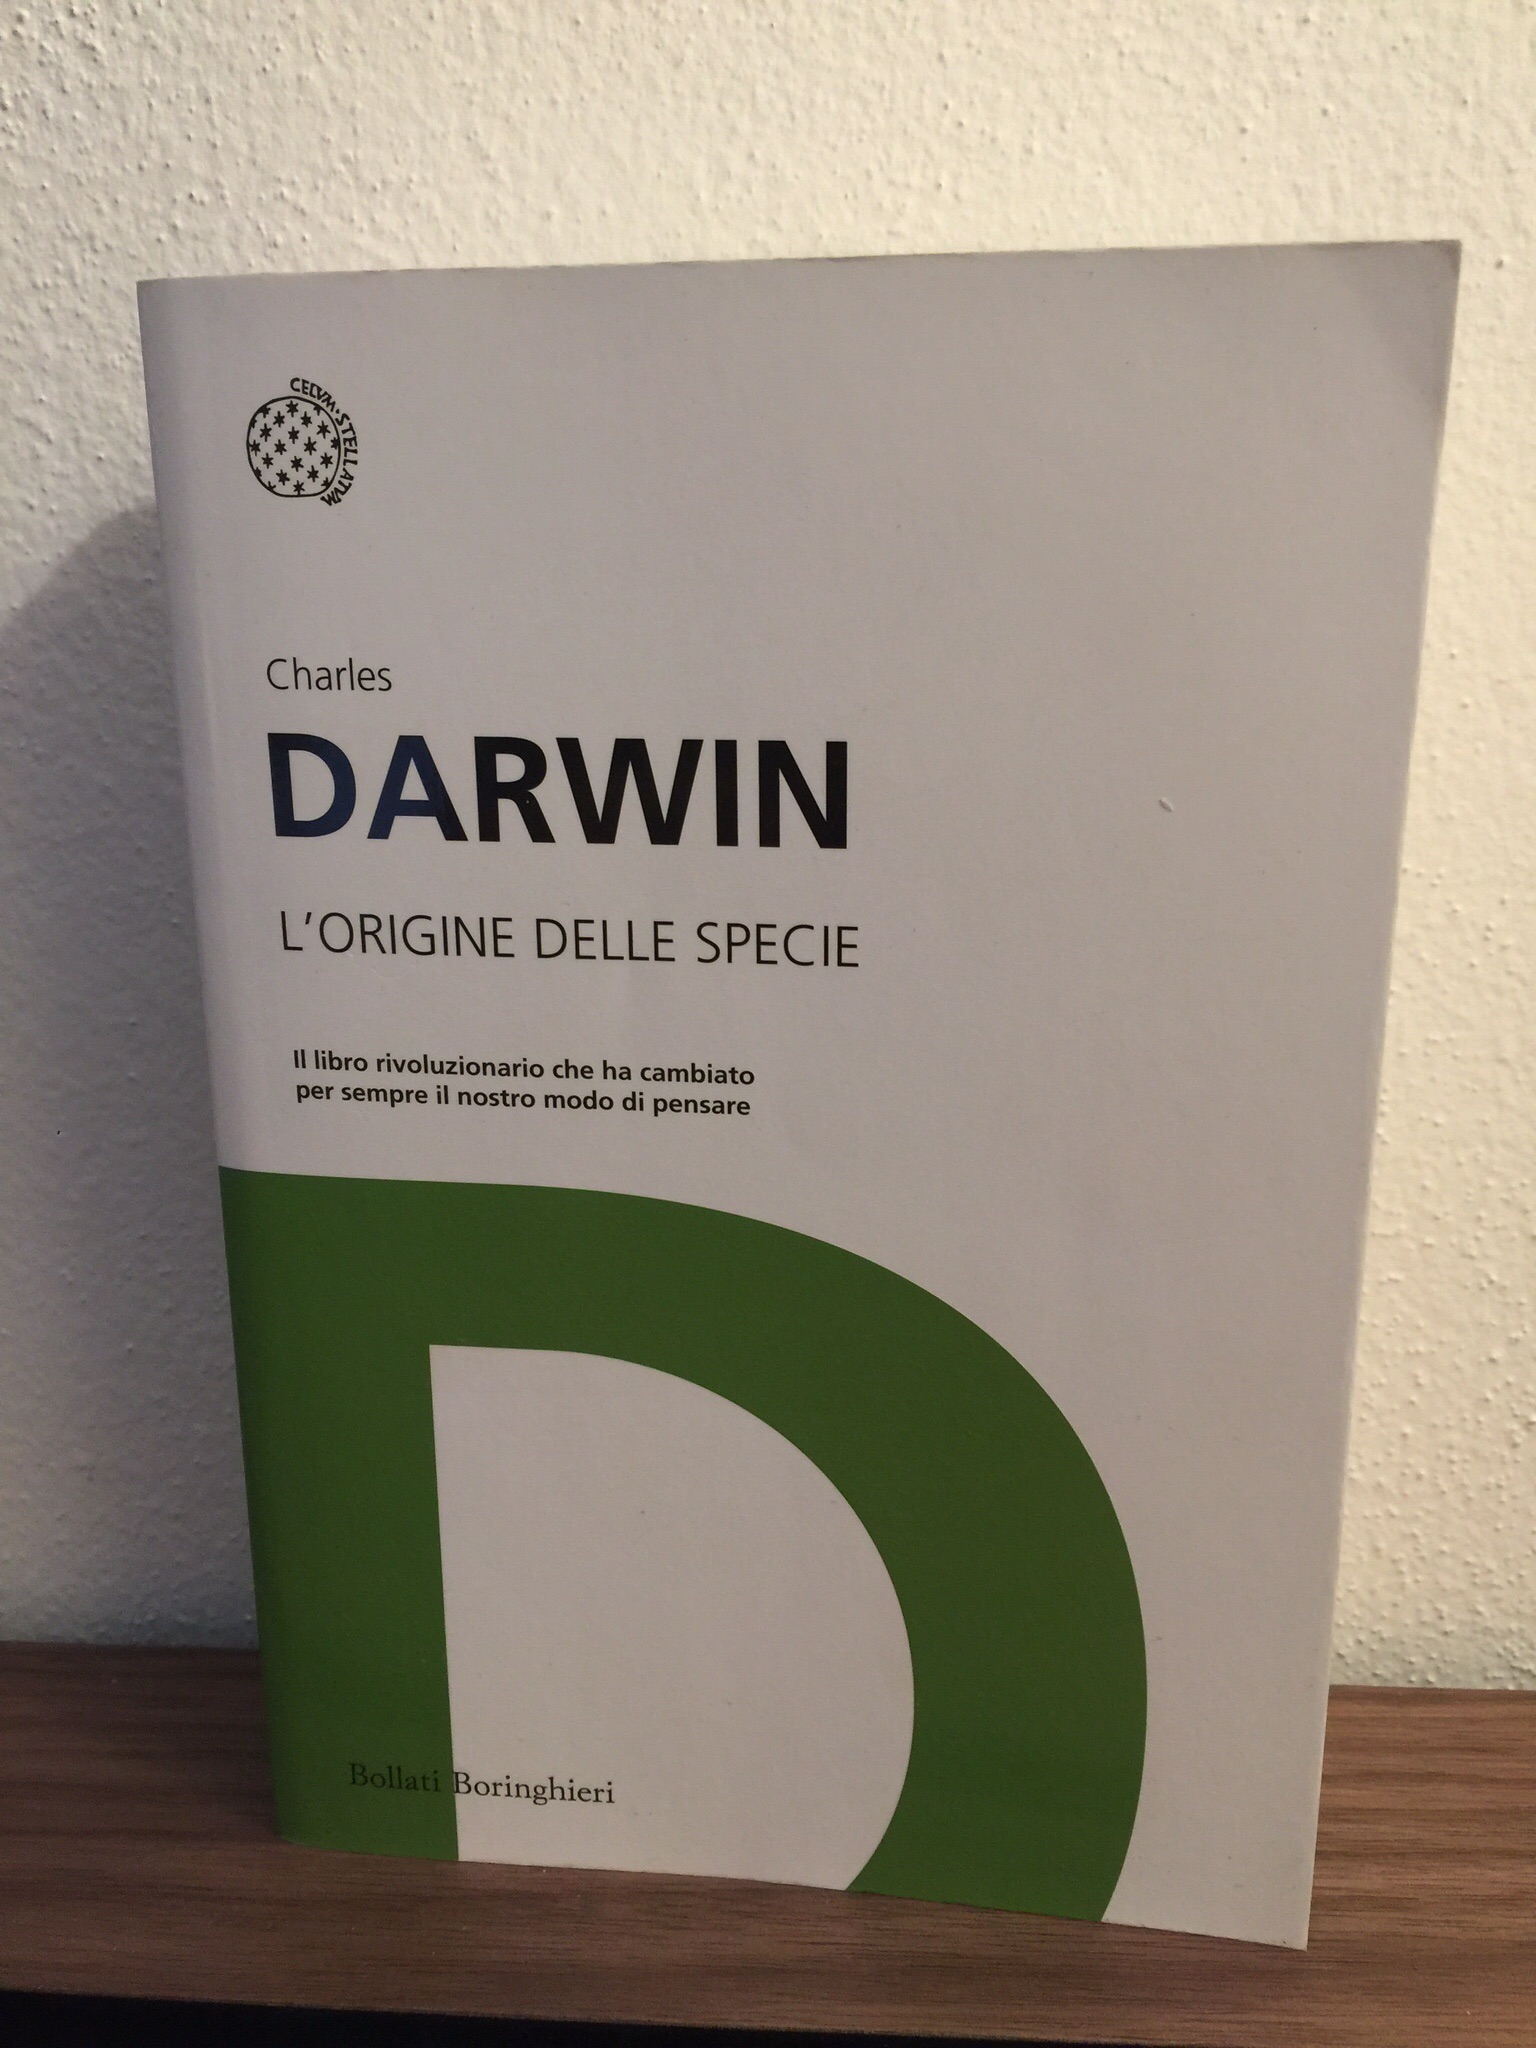 CELVM·STELLATVM
Charles
DARWIN
L'ORIGINE DELLE SPECIE
Il libro rivoluzionario che ha cambiato
per sempre il nostro modo di pensare
Bollati Boringhieri